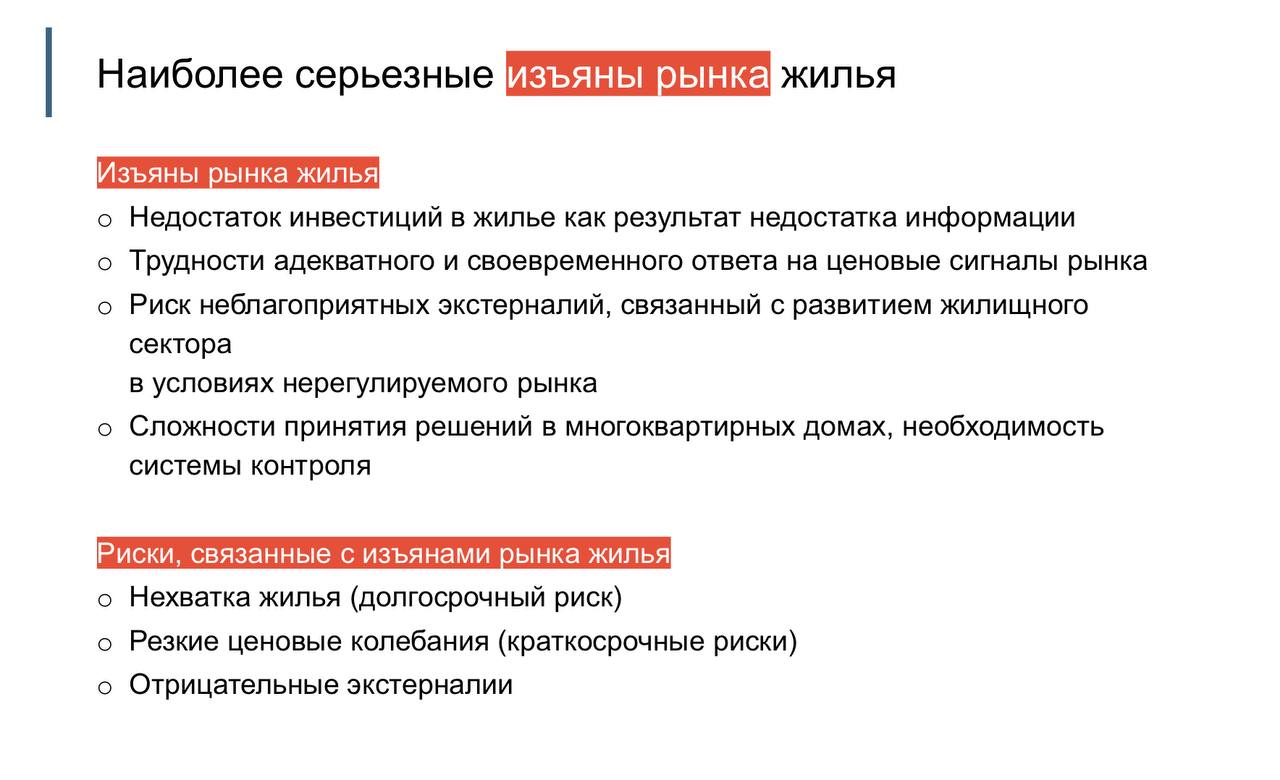 Наиболее серьезные изъяны рынка жилья
Изъяны рынка жилья
o Недостаток инвестиций в жилье как результат недостатка информации
o Трудности адекватного и своевременного ответа на ценовые сигналы рынка
o Риск неблагоприятных экстерналий, связанный с развитием жилищного
сектора
в условиях нерегулируемого рынка
o Сложности принятия решений в многоквартирных домах, необходимость
системы контроля
Риски, связанные с изъянами рынка жилья
o Нехватка жилья (долгосрочный риск)
o Резкие ценовые колебания (краткосрочные риски)
o Отрицательные экстерналии